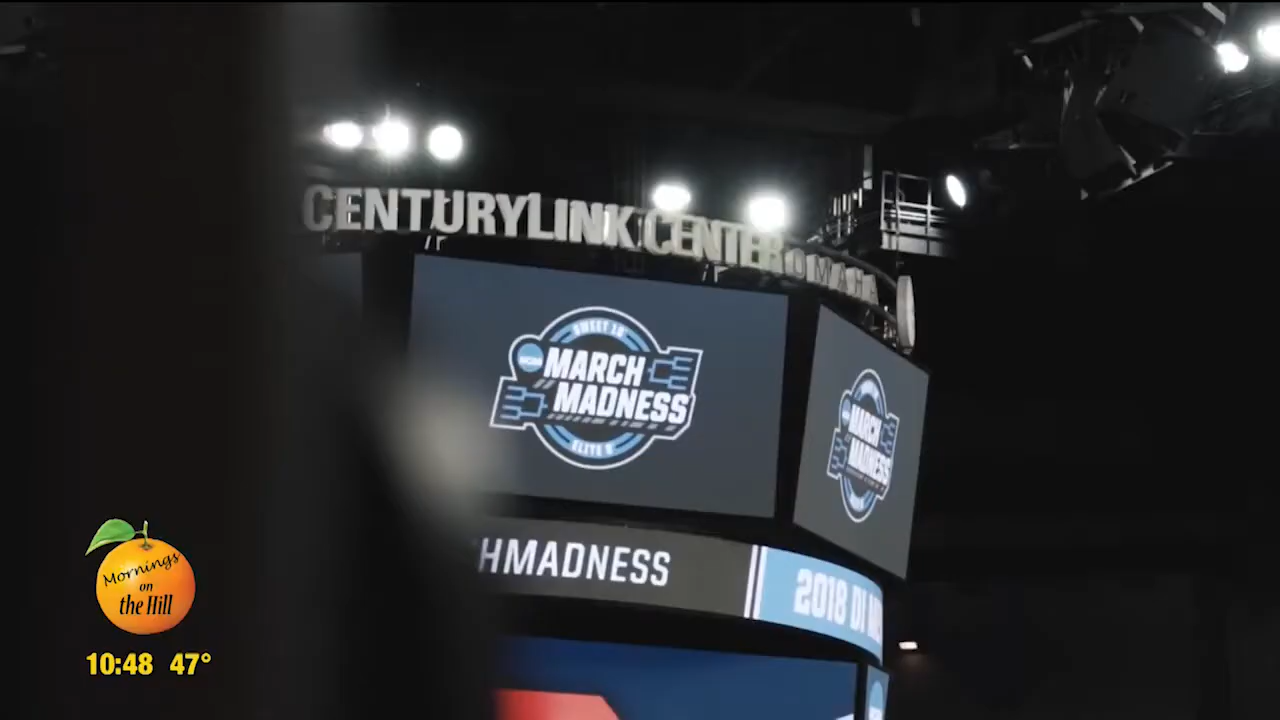 CENTURYLINK CENTER OMAHA
SWEET 16
NCAA
MARCH
MADNESS
ELITE 8
MARCH
MADNESS
HMADNESS
2018 DI M
Mornings
on
the Hill
10:48 47°